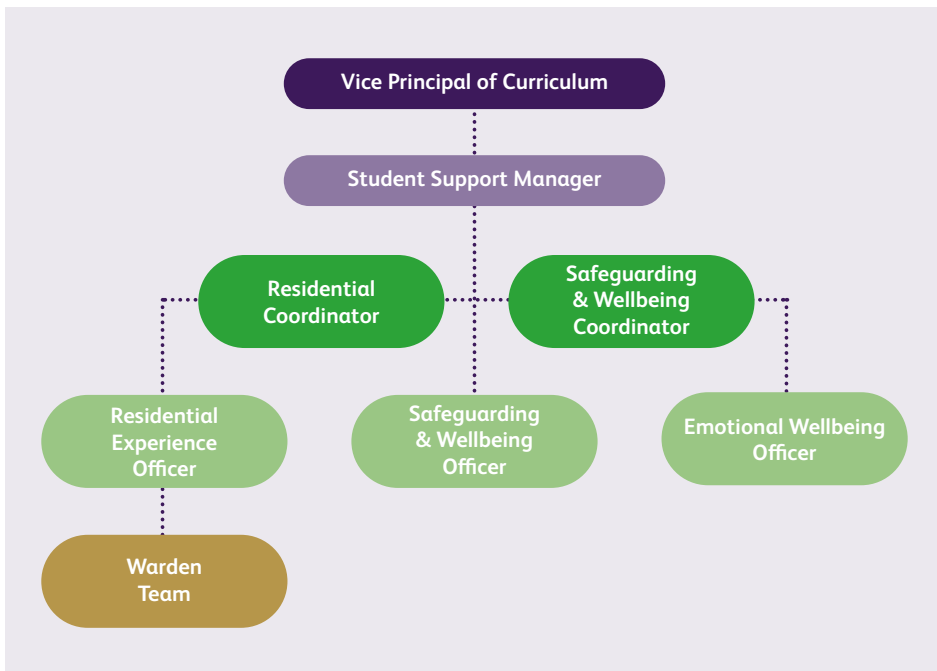 Vice Principal of Curriculum
Student Support Manager
Residential
Coordinator
Safeguarding
& Wellbeing
Coordinator
Residential
Experience
Officer
Safeguarding
& Wellbeing
Officer
Emotional Wellbeing
Officer
Warden
Team